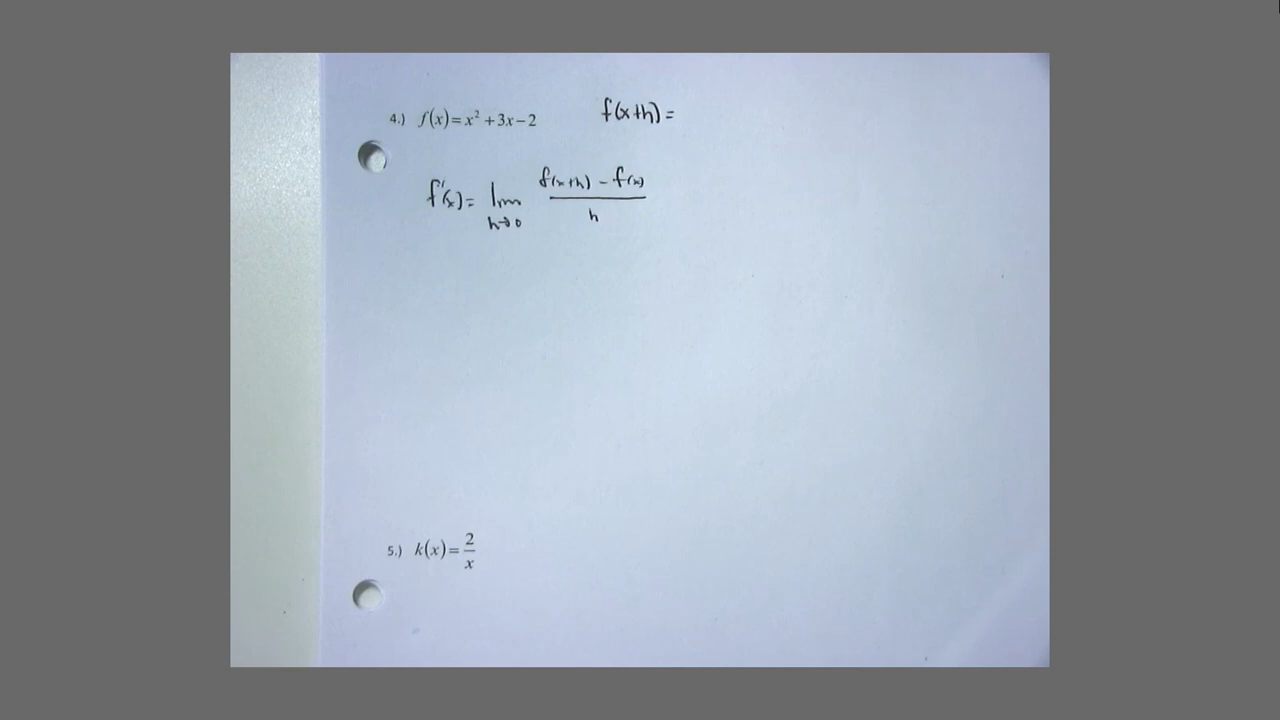 4.) f(x)=x²+3x−2 f(x+h)=
f'(x)= lim h→0 f(x+h) − f(x) / h
5.) k(x)= 2/x